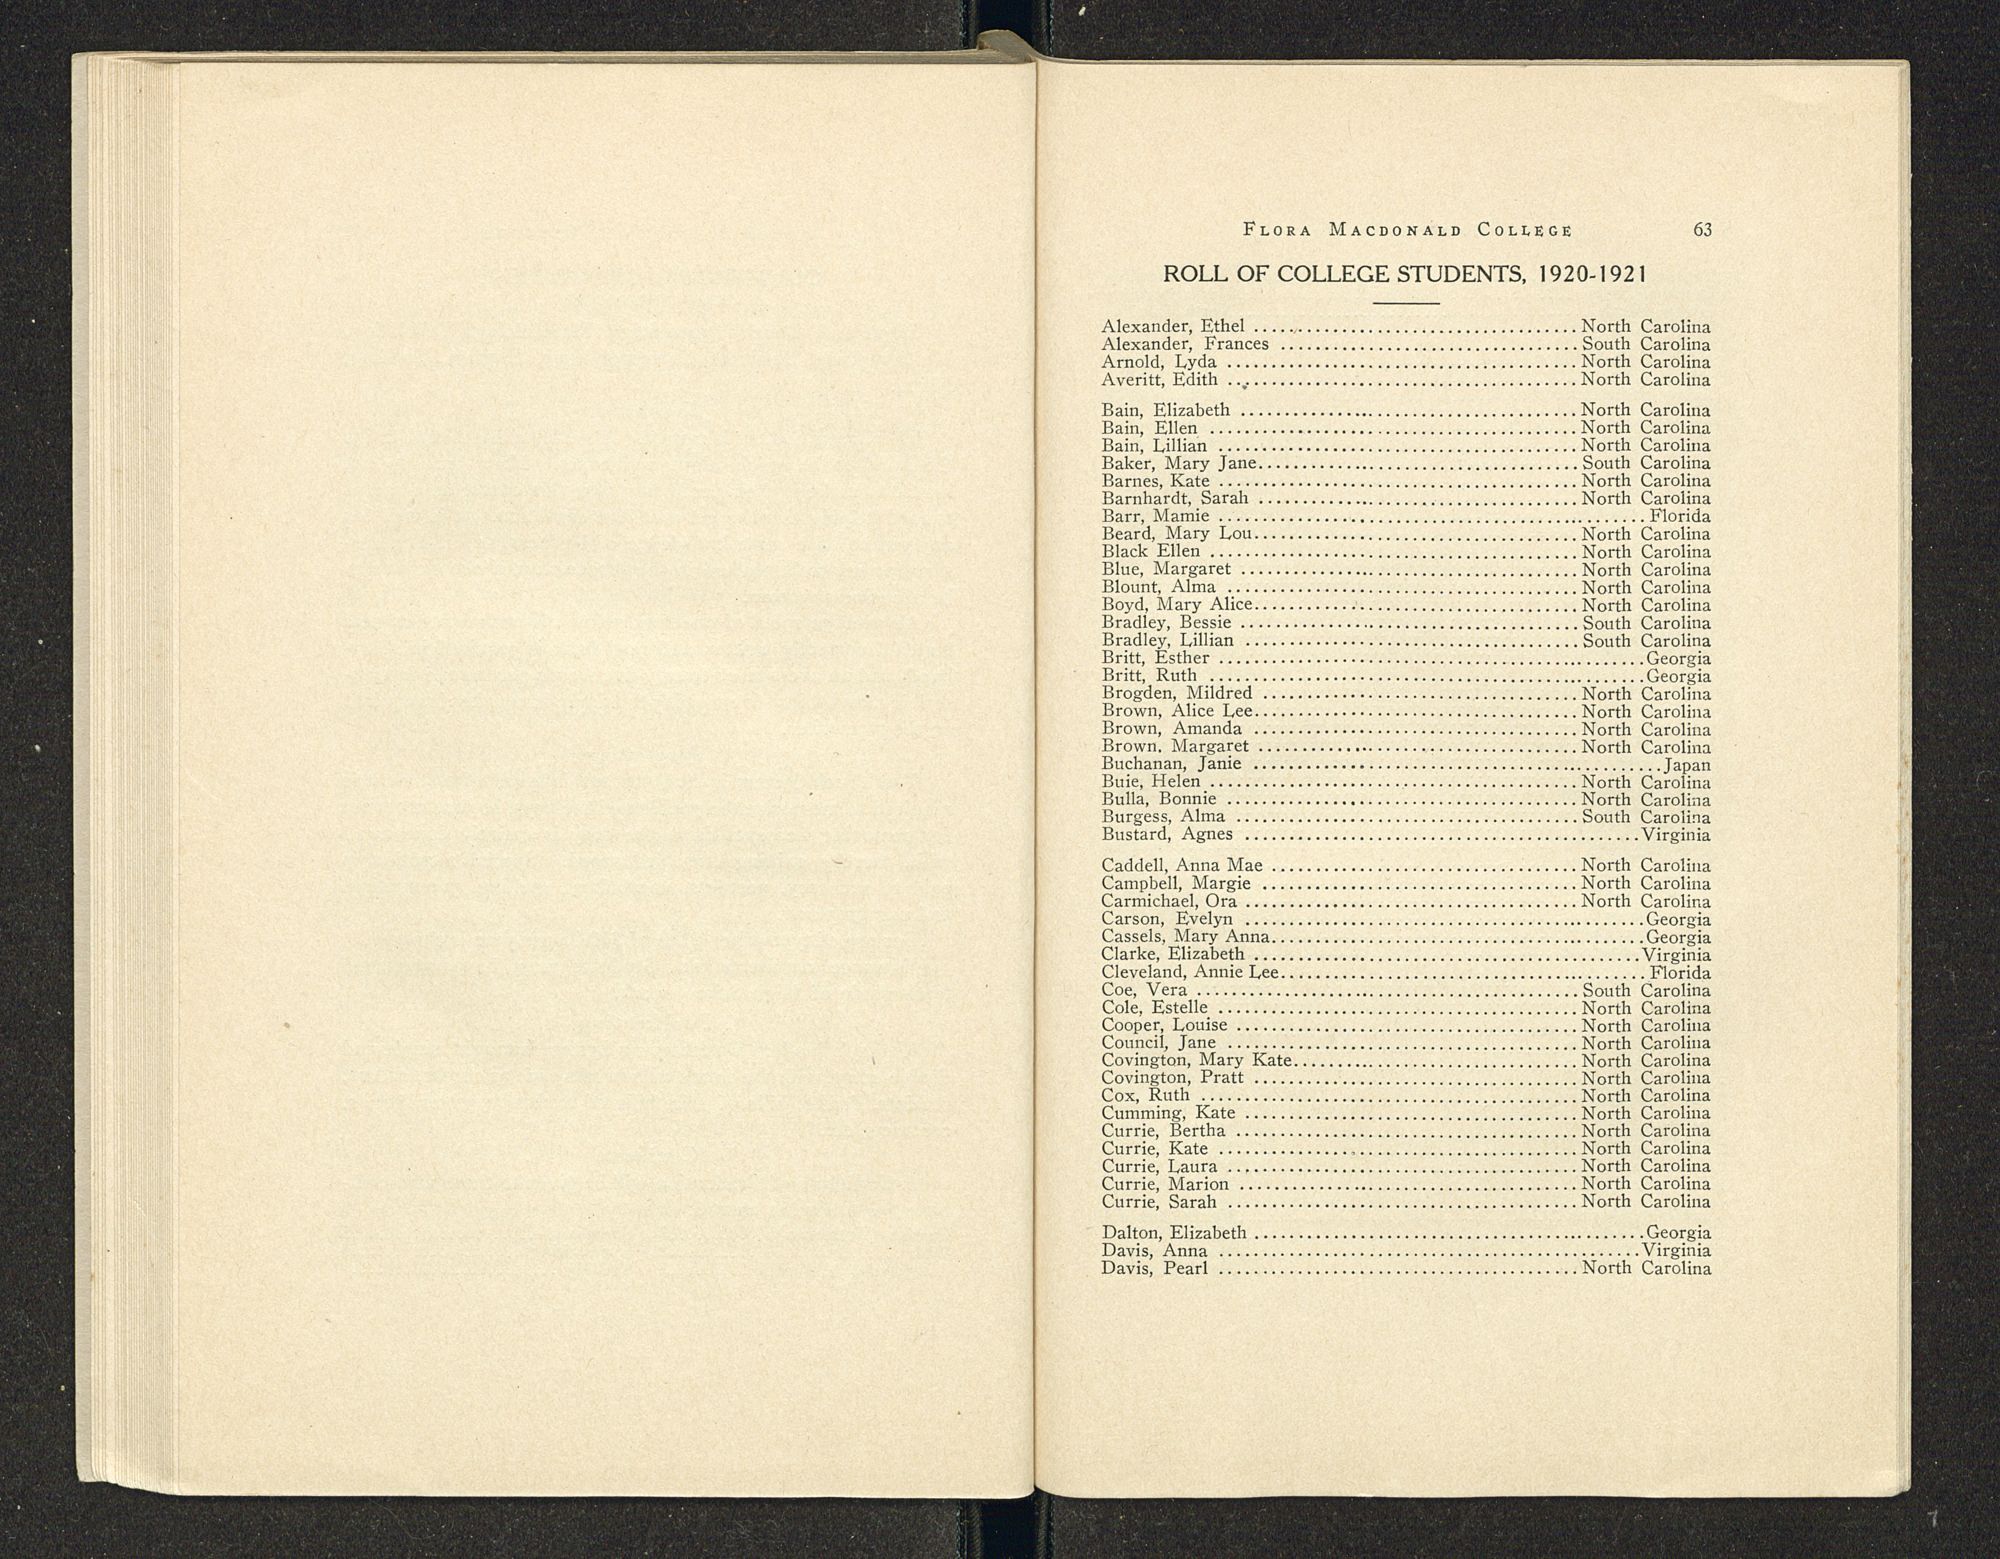 Flora Macdonald College 63
ROLL OF COLLEGE STUDENTS, 1920-1921
Alexander, Ethel ..................................... North Carolina
Alexander, Frances .................................. South Carolina
Arnold, Lyda ........................................ North Carolina
Averitt, Edith ........................................ North Carolina
Bain, Elizabeth ...................................... North Carolina
Bain, Ellen .......................................... North Carolina
Bain, Lillian ......................................... North Carolina
Baker, Mary Jane..................................... South Carolina
Barnes, Kate ......................................... North Carolina
Barnhardt, Sarah .................................... North Carolina
Barr, Mamie ................................................ Florida
Beard, Mary Lou..................................... North Carolina
Black Ellen .......................................... North Carolina
Blue, Margaret ...................................... North Carolina
Blount, Alma ........................................ North Carolina
Boyd, Mary Alice..................................... North Carolina
Bradley, Bessie ...................................... South Carolina
Bradley, Lillian ...................................... South Carolina
Britt, Esther ................................................ Georgia
Britt, Ruth ................................................. Georgia
Brogden, Mildred .................................... North Carolina
Brown, Alice Lee..................................... North Carolina
Brown, Amanda ..................................... North Carolina
Brown. Margaret .................................... North Carolina
Buchanan, Janie .............................................. Japan
Buie, Helen .......................................... North Carolina
Bulla, Bonnie ........................................ North Carolina
Burgess, Alma ....................................... South Carolina
Bustard, Agnes ............................................. Virginia
Caddell, Anna Mae ................................... North Carolina
Campbell, Margie .................................... North Carolina
Carmichael, Ora ...................................... North Carolina
Carson, Evelyn ............................................. Georgia
Cassels, Mary Anna.......................................... Georgia
Clarke, Elizabeth ............................................ Virginia
Cleveland, Annie Lee......................................... Florida
Coe, Vera ............................................ South Carolina
Cole, Estelle ......................................... North Carolina
Cooper, Louise ....................................... North Carolina
Council, Jane ........................................ North Carolina
Covington, Mary Kate................................. North Carolina
Covington, Pratt ..................................... North Carolina
Cox, Ruth ........................................... North Carolina
Cumming, Kate ...................................... North Carolina
Currie, Bertha ....................................... North Carolina
Currie, Kate ......................................... North Carolina
Currie, Laura ........................................ North Carolina
Currie, Marion ....................................... North Carolina
Currie, Sarah ........................................ North Carolina
Dalton, Elizabeth ............................................ Georgia
Davis, Anna ................................................ Virginia
Davis, Pearl ......................................... North Carolina